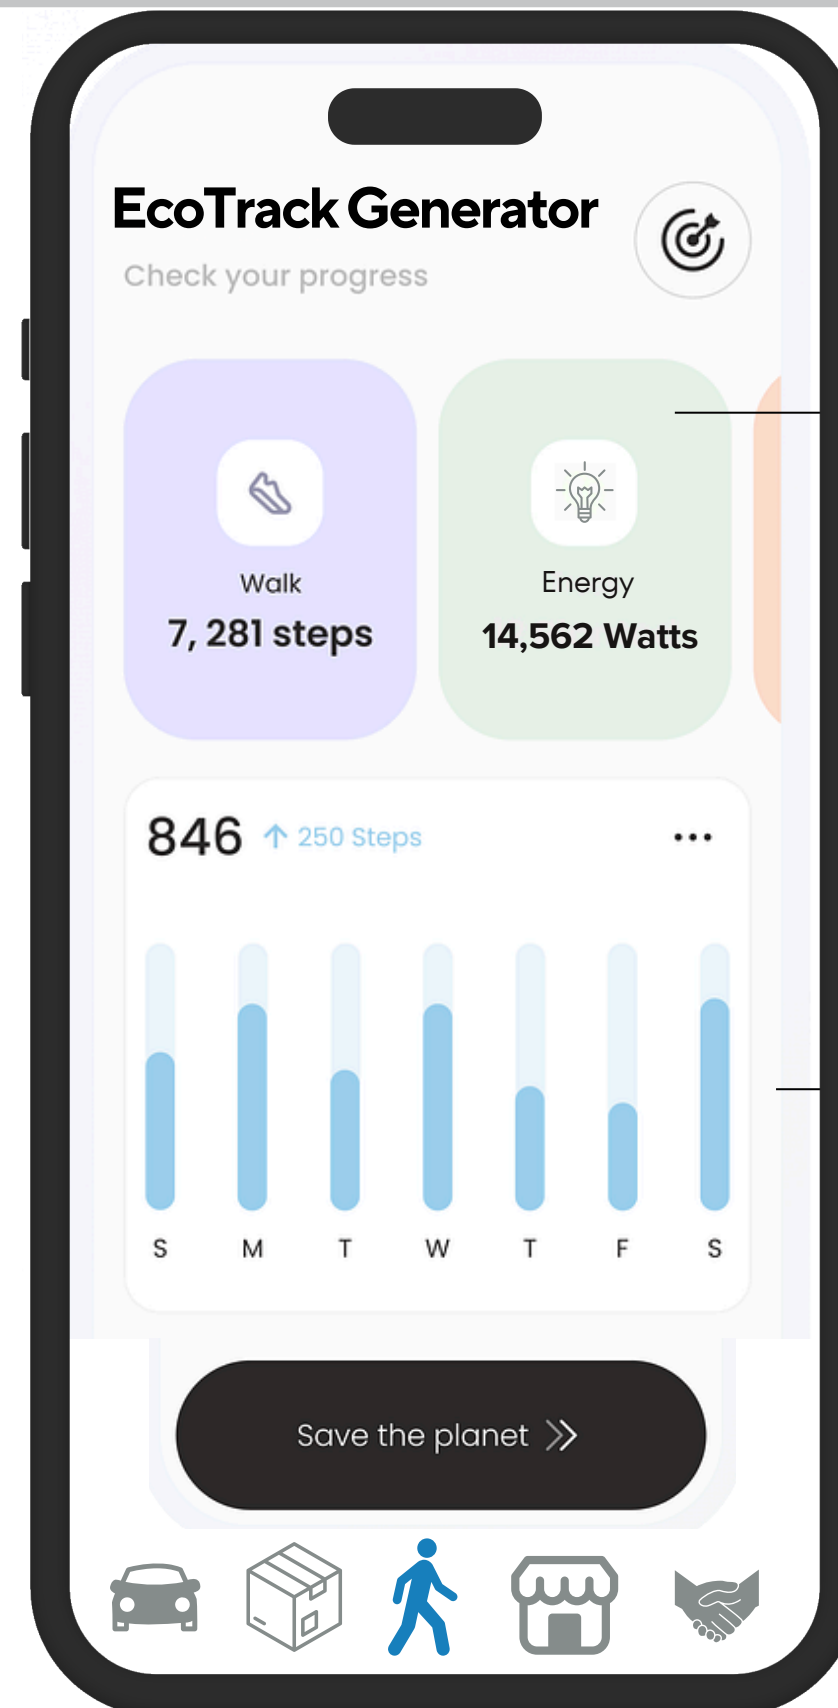 EcoTrack Generator
Check your progress
Walk
7, 281 steps
Energy
14,562 Watts
846 ↑ 250 Steps
S M T W T F S
Save the planet